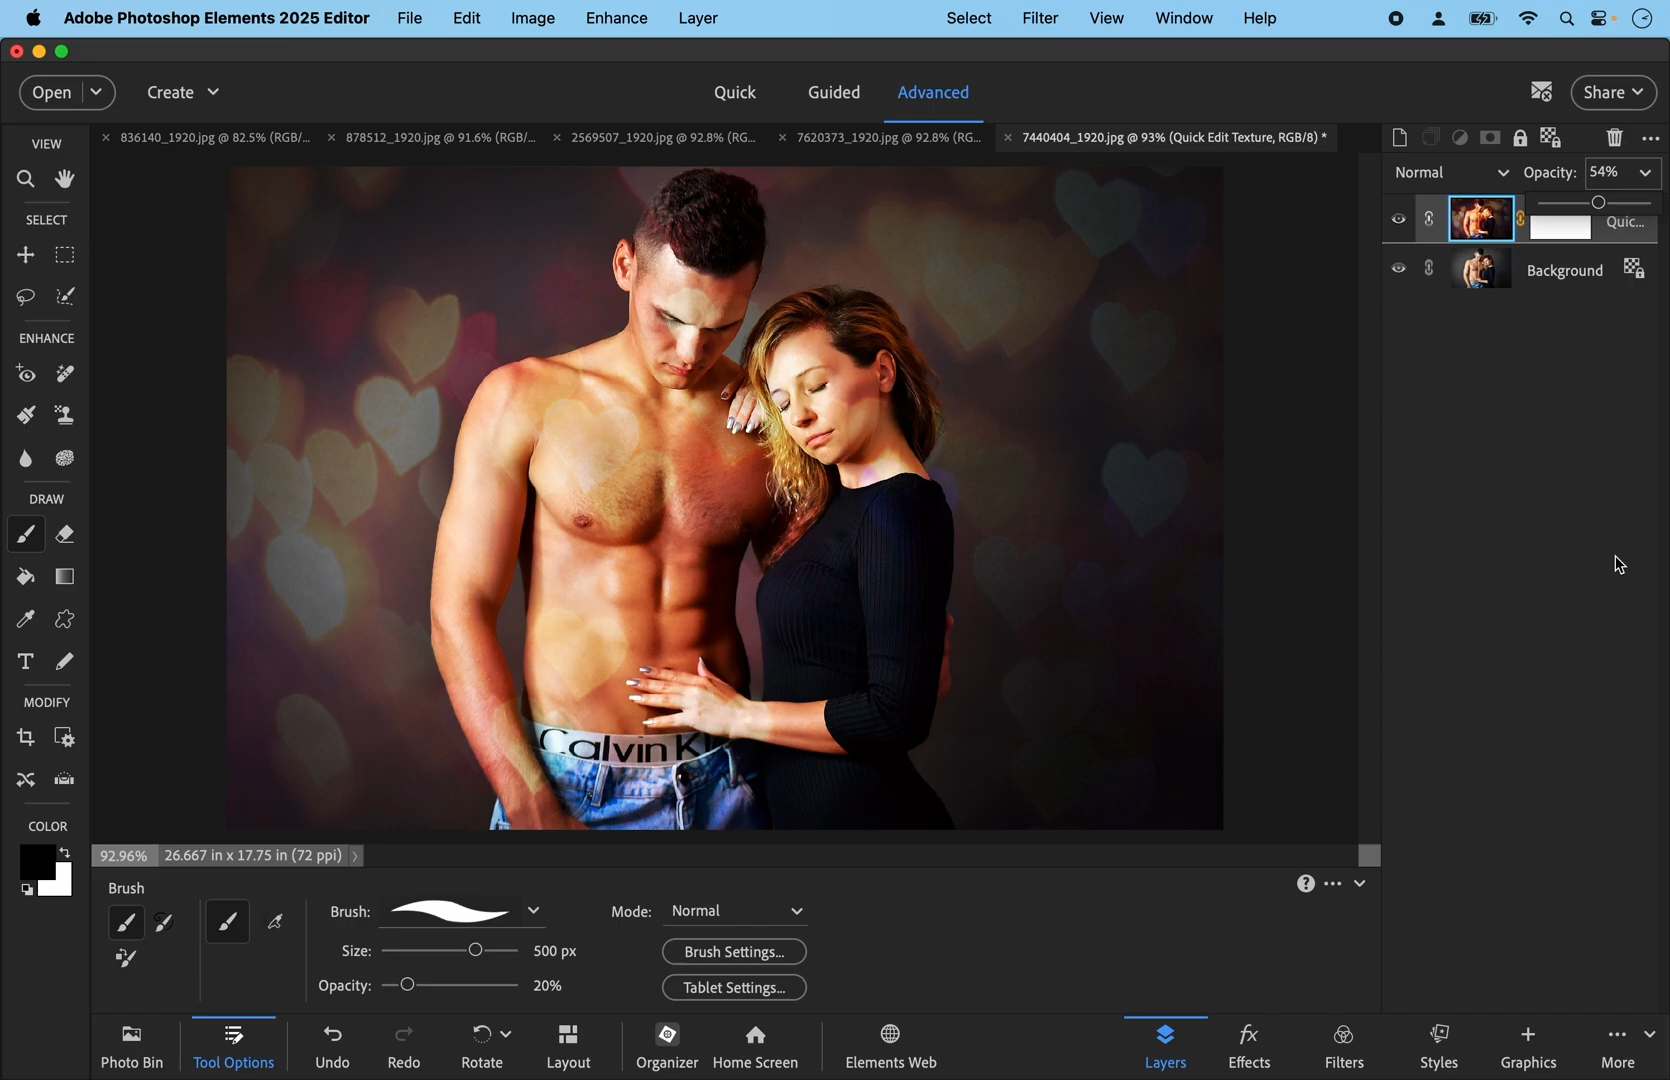 Adobe Photoshop Elements 2025 Editor File Edit Image Enhance Layer Select Filter View Window Help
Open Create Quick Guided Advanced Share
VIEW × 836140_1920.jpg @ 82.5% (RGB/... × 878512_1920.jpg @ 91.6% (RGB/... × 2569507_1920.jpg @ 92.8% (RG... × 7620373_1920.jpg @ 92.8% (RG... × 7440404_1920.jpg @ 93% (Quick Edit Texture, RGB/8) *
Normal Opacity: 54%
SELECT
Quic...
Background
ENHANCE
DRAW
T
MODIFY
Calvin K
COLOR
92.96% 26.667 in x 17.75 in (72 ppi) >
Brush
Brush: Mode: Normal
Size: 500 px Brush Settings...
Opacity: 20% Tablet Settings...
Photo Bin Tool Options Undo Redo Rotate Layout Organizer Home Screen Elements Web Layers Effects Filters Styles Graphics More